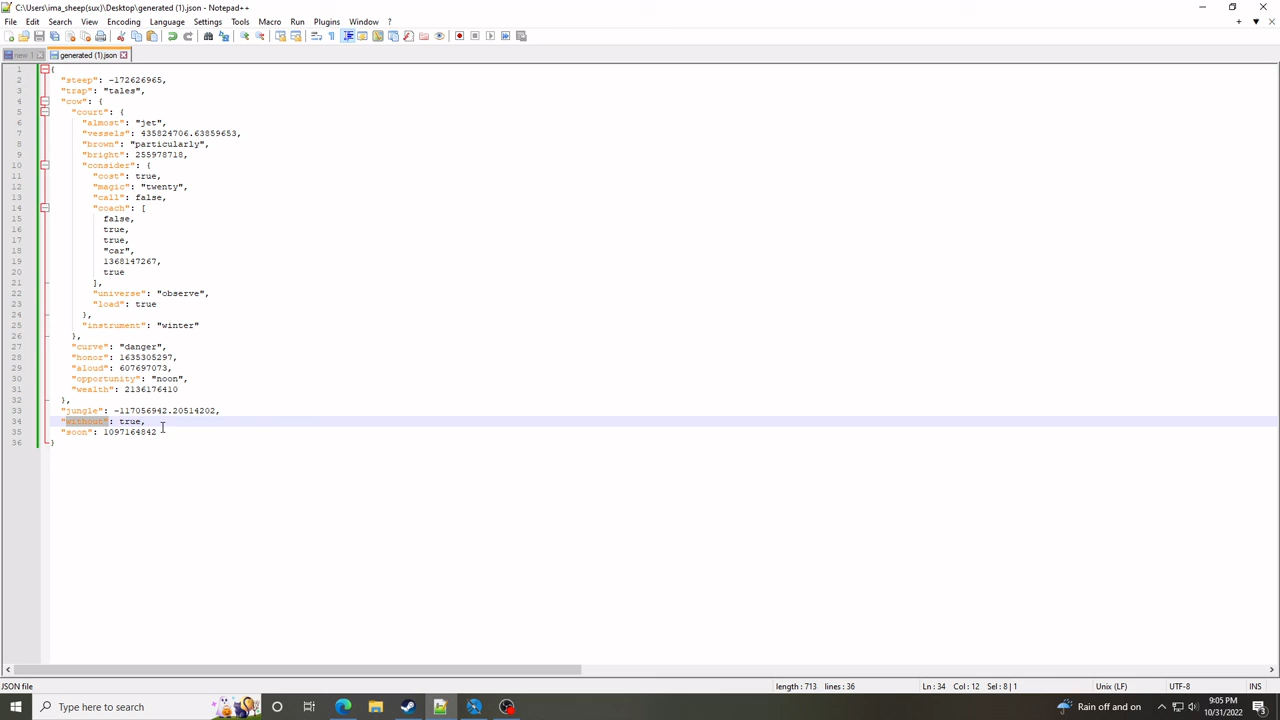 C:\Users\ima_sheep(sux)\Desktop\generated (1).json - Notepad++
File Edit Search View Encoding Language Settings Tools Macro Run Plugins Window ?
new 1 generated (1).json
1 {
2 "steep": -172626965,
3 "trap": "tales",
4 "cow": {
5 "court": {
6 "almost": "jet",
7 "vessels": 435824706.63859653,
8 "brown": "particularly",
9 "bright": 255978718,
10 "consider": {
11 "cost": true,
12 "magic": "twenty",
13 "call": false,
14 "coach": [
15 false,
16 true,
17 true,
18 "car",
19 1368147267,
20 true
21 ],
22 "universe": "observe",
23 "load": true
24 },
25 "instrument": "winter"
26 },
27 "curve": "danger",
28 "honor": 1635305297,
29 "aloud": 607697073,
30 "opportunity": "noon",
31 "wealth": 2136176410
32 },
33 "jungle": -117056942.20514202,
34 "without": true,
35 "soon": 1097164842
36 }
JSON file length : 713 lines : 36 Ln : 34 Col : 12 Sel : 8 | 1 Unix (LF) UTF-8 INS
Type here to search Rain off and on 9:05 PM
10/31/2022 3